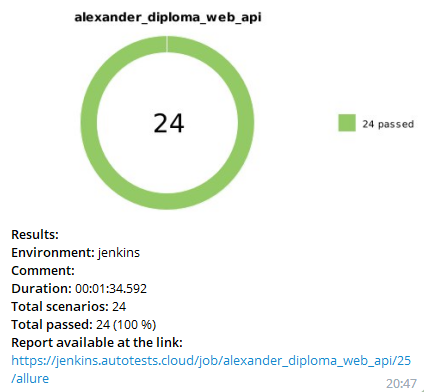 alexander_diploma_web_api
24
24 passed
Results:
Environment: jenkins
Comment:
Duration: 00:01:34.592
Total scenarios: 24
Total passed: 24 (100 %)
Report available at the link:
https://jenkins.autotests.cloud/job/alexander_diploma_web_api/25
/allure
20:47